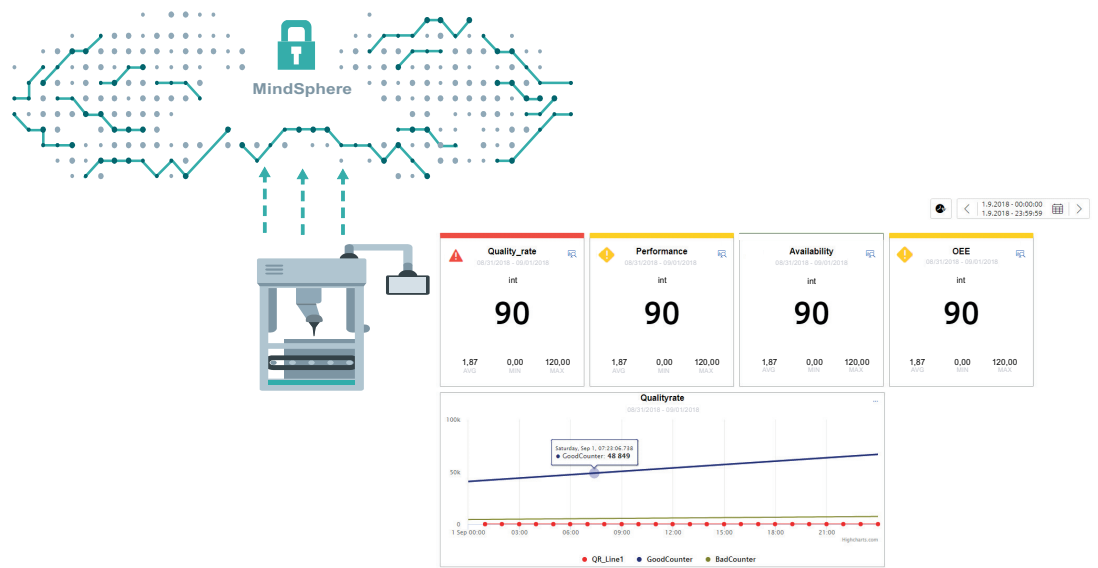 MindSphere
1.9.2018 - 00:00:00
1.9.2018 - 23:59:59
Quality_rate
08/31/2018 - 09/01/2018
int
90
1,87 0,00 120,00
AVG MIN MAX
Performance
08/31/2018 - 09/01/2018
int
90
1,87 0,00 120,00
AVG MIN MAX
Availability
08/31/2018 - 09/01/2018
int
90
1,87 0,00 120,00
AVG MIN MAX
OEE
08/31/2018 - 09/01/2018
int
90
1,87 0,00 120,00
AVG MIN MAX
Qualityrate
...
08/31/2018 - 09/01/2018
100k
Saturday, Sep 1, 07:23:06.738
GoodCounter: 48 849
50k
0
1 Sep 00:00 03:00 06:00 09:00 12:00 15:00 18:00 21:00
Highcharts.com
QR_Line1 GoodCounter BadCounter